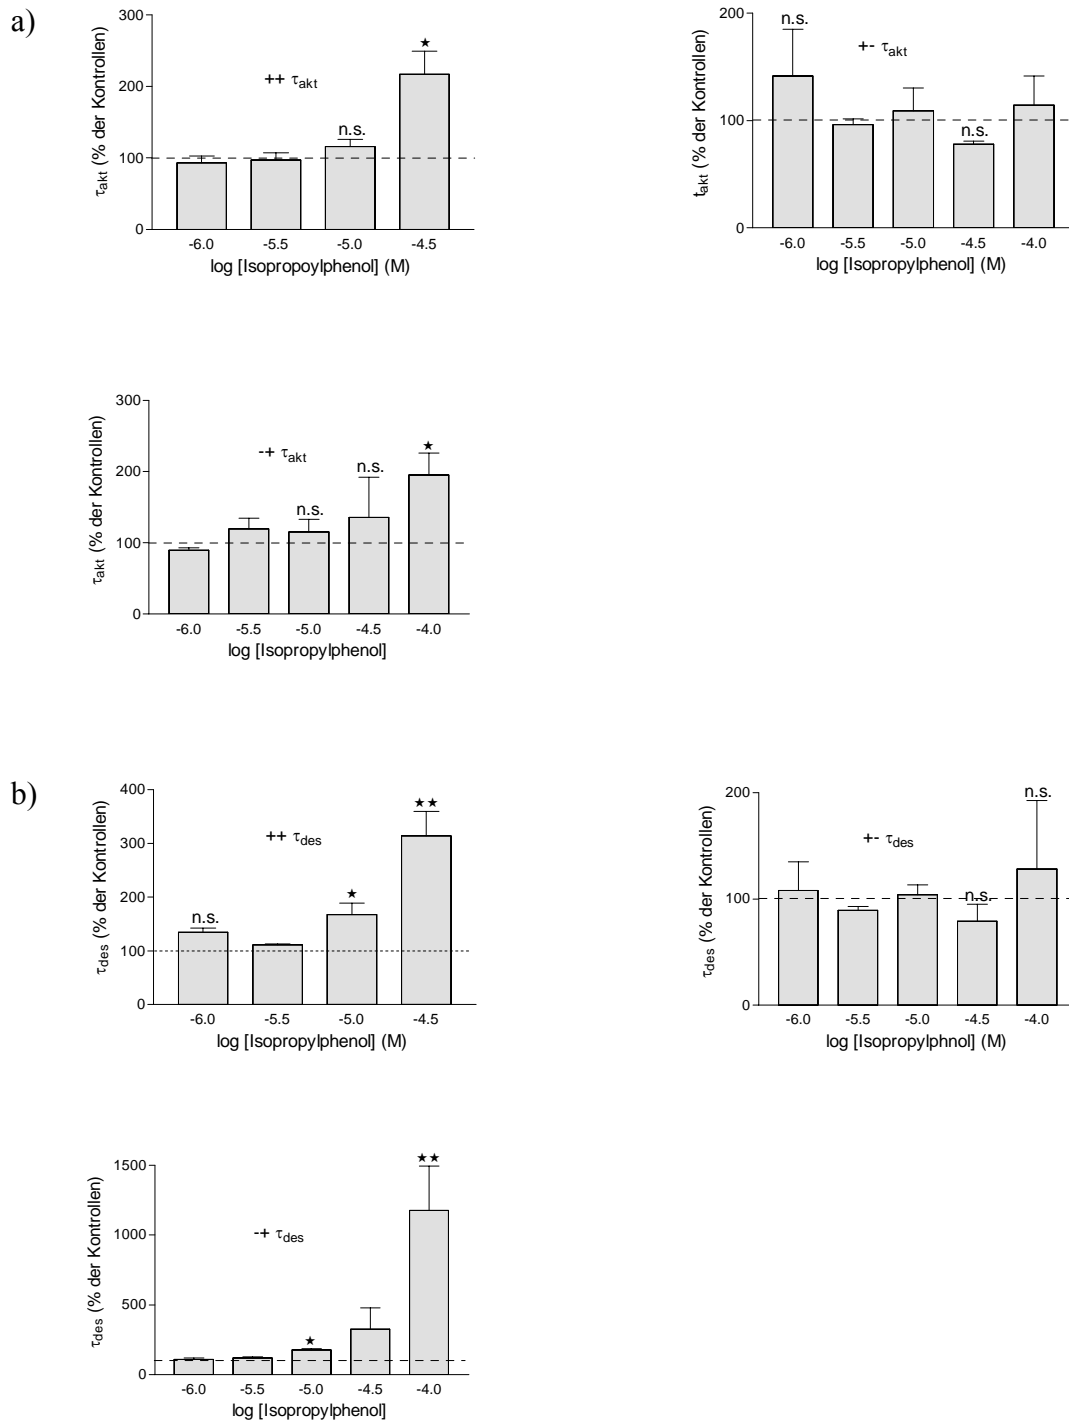 a)
τakt (% der Kontrollen)
300
200
100
0
++ τakt
n.s.
★
-6.0 -5.5 -5.0 -4.5
log [Isopropoylphenol] (M)
takt (% der Kontrollen)
200
100
0
n.s.
+- τakt
n.s.
-6.0 -5.5 -5.0 -4.5 -4.0
log [Isopropylphenol] (M)
τakt (% der Kontrollen)
300
200
100
0
-+ τakt
n.s.
n.s.
★
-6.0 -5.5 -5.0 -4.5 -4.0
log [Isopropylphenol]
b)
τdes (% der Kontrollen)
400
300
200
100
0
++ τdes
n.s.
★
★★
-6.0 -5.5 -5.0 -4.5
log [Isopropylphenol] (M)
τdes (% der Kontrollen)
200
100
0
+- τdes
n.s.
n.s.
-6.0 -5.5 -5.0 -4.5 -4.0
log [Isopropylphnol] (M)
τdes (% der Kontrollen)
1500
1000
500
0
-+ τdes
★
★★
-6.0 -5.5 -5.0 -4.5 -4.0
log [Isopropylphenol]